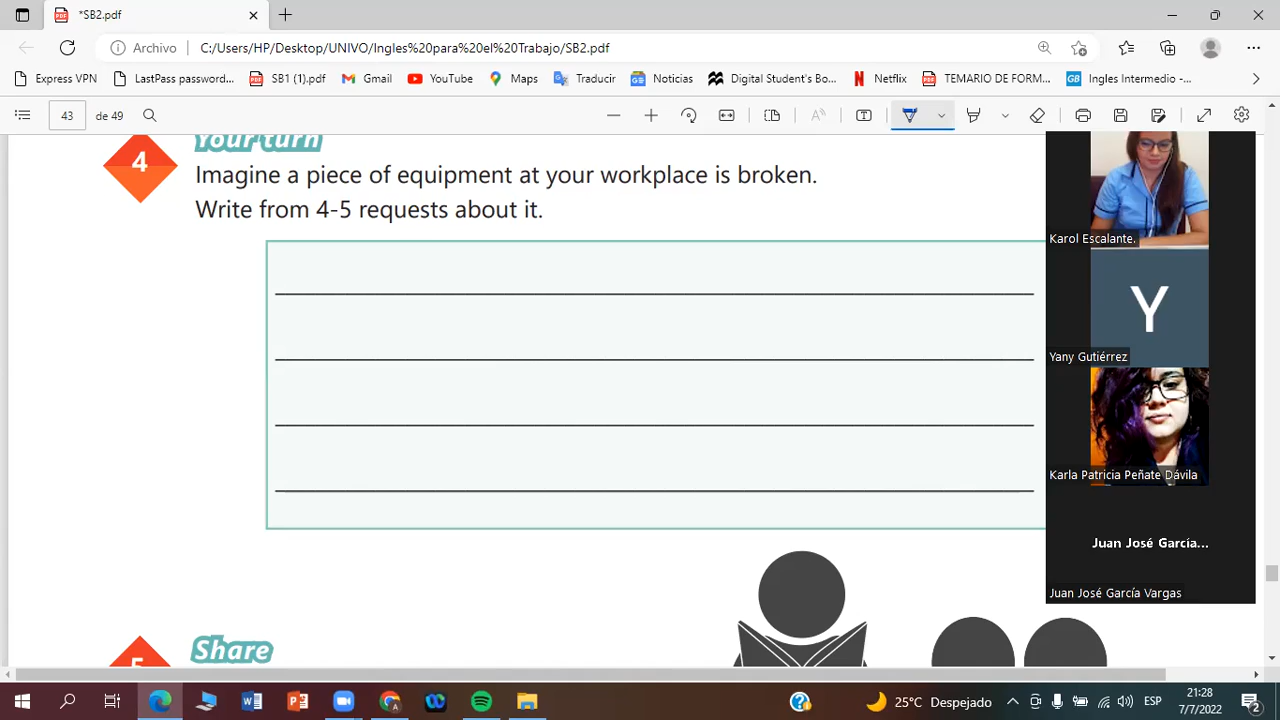 *SB2.pdf
Archivo
C:/Users/HP/Desktop/UNIVO/Ingles%20para%20el%20Trabajo/SB2.pdf
Express VPN
LastPass password...
SB1 (1).pdf
Gmail
YouTube
Maps
Traducir
Noticias
Digital Student's Bo...
Netflix
TEMARIO DE FORM...
GB Ingles Intermedio -...
43 de 49
Your turn
4
Imagine a piece of equipment at your workplace is broken.
Write from 4-5 requests about it.
Karol Escalante.
Y
Yany Gutiérrez
Karla Patricia Peñate Dávila
Juan José García...
Juan José García Vargas
5
Share
25°C Despejado
ESP
21:28
7/7/2022
2